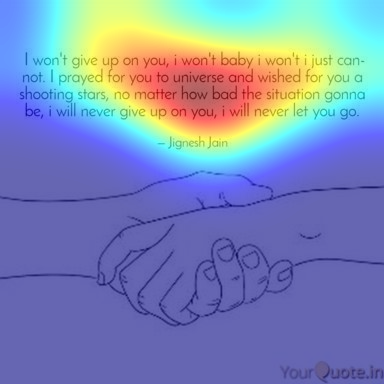 I won't give up on you, i won't baby i won't i just can-
not. I prayed for you to universe and wished for you a
shooting stars, no matter how bad the situation gonna
be, i will never give up on you, i will never let you go.
– Jignesh Jain
YourQuote.in